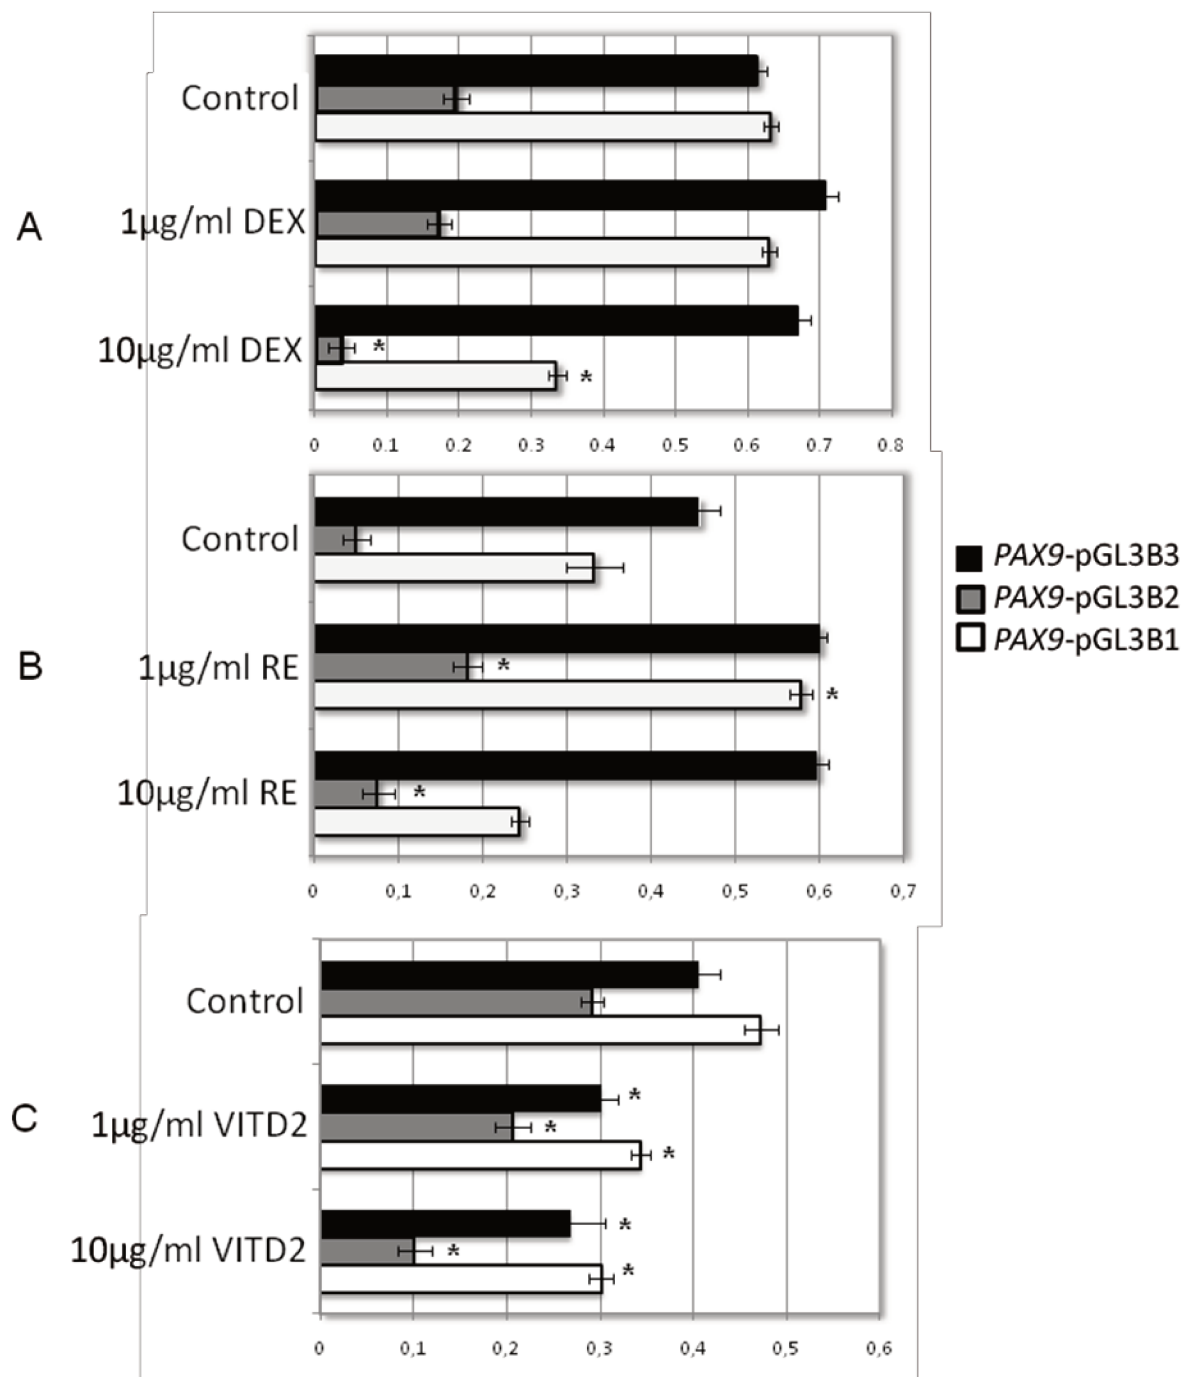 A
Control
1µg/ml DEX
*
10µg/ml DEX
*
0 0.1 0.2 0.3 0.4 0.5 0.6 0.7 0.8
B
Control
1µg/ml RE
*
*
10µg/ml RE
*
0 0,1 0,2 0,3 0,4 0,5 0,6 0,7
PAX9-pGL3B3
PAX9-pGL3B2
PAX9-pGL3B1
C
Control
1µg/ml VITD2
*
*
*
10µg/ml VITD2
*
*
*
0 0,1 0,2 0,3 0,4 0,5 0,6